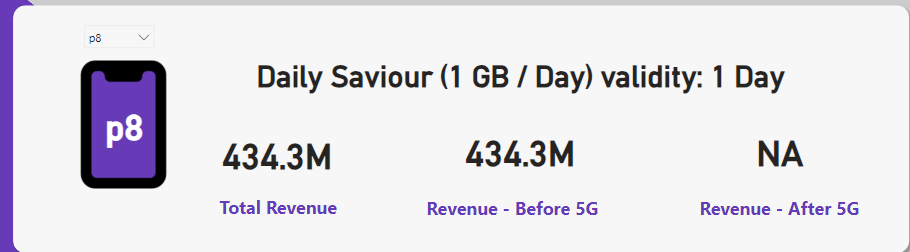 p8
Daily Saviour (1 GB / Day) validity: 1 Day
p8
434.3M
434.3M
NA
Total Revenue
Revenue - Before 5G
Revenue - After 5G